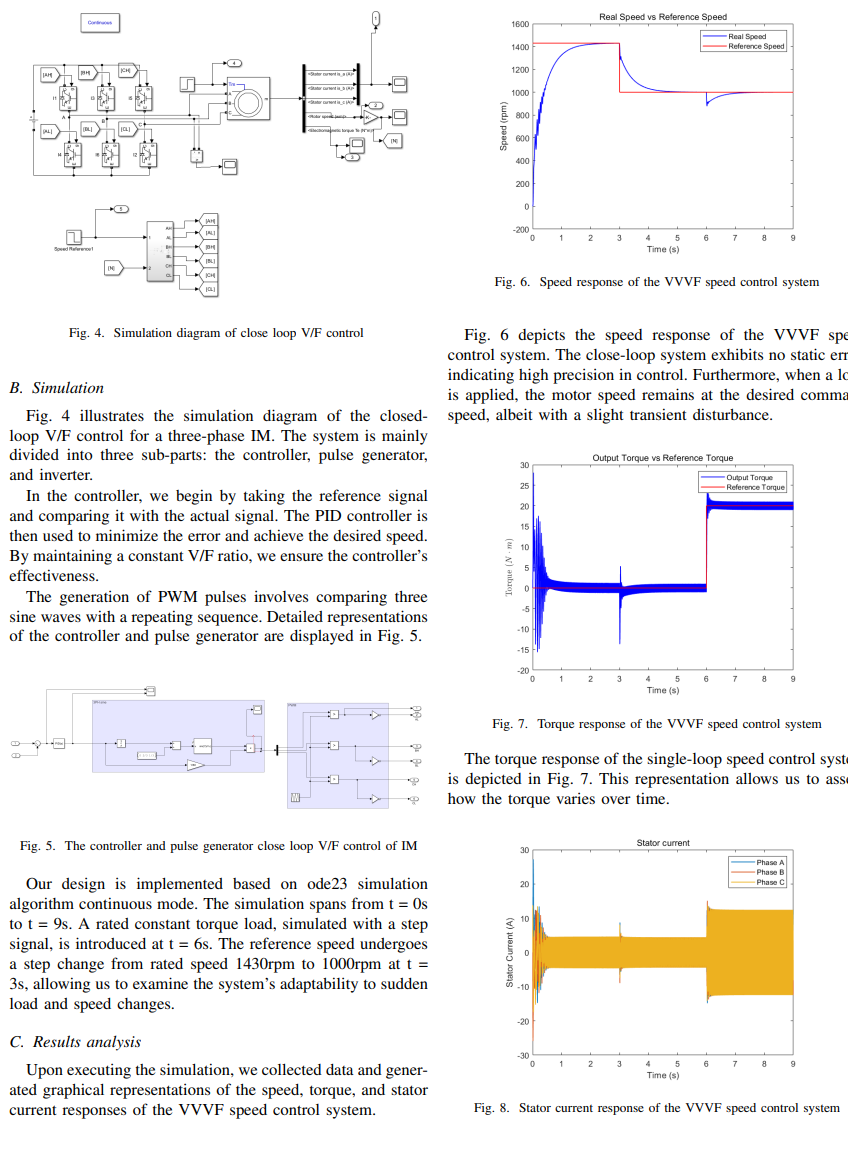 Continuous
[AH]
[BH]
[CH]
[AL]
[BL]
[CL]
A
B
C
4
1
<Stator current is_a (A)>
<Stator current is_b (A)>
<Stator current is_c (A)>
2
3
[N]
5
Speed Reference1
[N]
1
2
AH
AL
BH
BL
CH
CL
[AH]
[AL]
[BH]
[BL]
[CH]
[CL]
Fig. 4. Simulation diagram of close loop V/F control
B. Simulation
Fig. 4 illustrates the simulation diagram of the closed-
loop V/F control for a three-phase IM. The system is mainly
divided into three sub-parts: the controller, pulse generator,
and inverter.
In the controller, we begin by taking the reference signal
and comparing it with the actual signal. The PID controller is
then used to minimize the error and achieve the desired speed.
By maintaining a constant V/F ratio, we ensure the controller's
effectiveness.
The generation of PWM pulses involves comparing three
sine waves with a repeating sequence. Detailed representations
of the controller and pulse generator are displayed in Fig. 5.
Fig. 5. The controller and pulse generator close loop V/F control of IM
Our design is implemented based on ode23 simulation
algorithm continuous mode. The simulation spans from t = 0s
to t = 9s. A rated constant torque load, simulated with a step
signal, is introduced at t = 6s. The reference speed undergoes
a step change from rated speed 1430rpm to 1000rpm at t =
3s, allowing us to examine the system's adaptability to sudden
load and speed changes.
C. Results analysis
Upon executing the simulation, we collected data and gener-
ated graphical representations of the speed, torque, and stator
current responses of the VVVF speed control system.
Real Speed vs Reference Speed
Real Speed
Reference Speed
1600
1400
1200
1000
800
600
400
200
0
-200
Speed (rpm)
0 1 2 3 4 5 6 7 8 9
Time (s)
Fig. 6. Speed response of the VVVF speed control system
Fig. 6 depicts the speed response of the VVVF spe
control system. The close-loop system exhibits no static err
indicating high precision in control. Furthermore, when a lo
is applied, the motor speed remains at the desired comma
speed, albeit with a slight transient disturbance.
Output Torque vs Reference Torque
Output Torque
Reference Torque
30
25
20
15
10
5
0
-5
-10
-15
-20
Torque (N · m)
0 1 2 3 4 5 6 7 8 9
Time (s)
Fig. 7. Torque response of the VVVF speed control system
The torque response of the single-loop speed control syste
is depicted in Fig. 7. This representation allows us to asse
how the torque varies over time.
Stator current
Phase A
Phase B
Phase C
30
20
10
0
-10
-20
-30
Stator Current (A)
0 1 2 3 4 5 6 7 8 9
Time (s)
Fig. 8. Stator current response of the VVVF speed control system